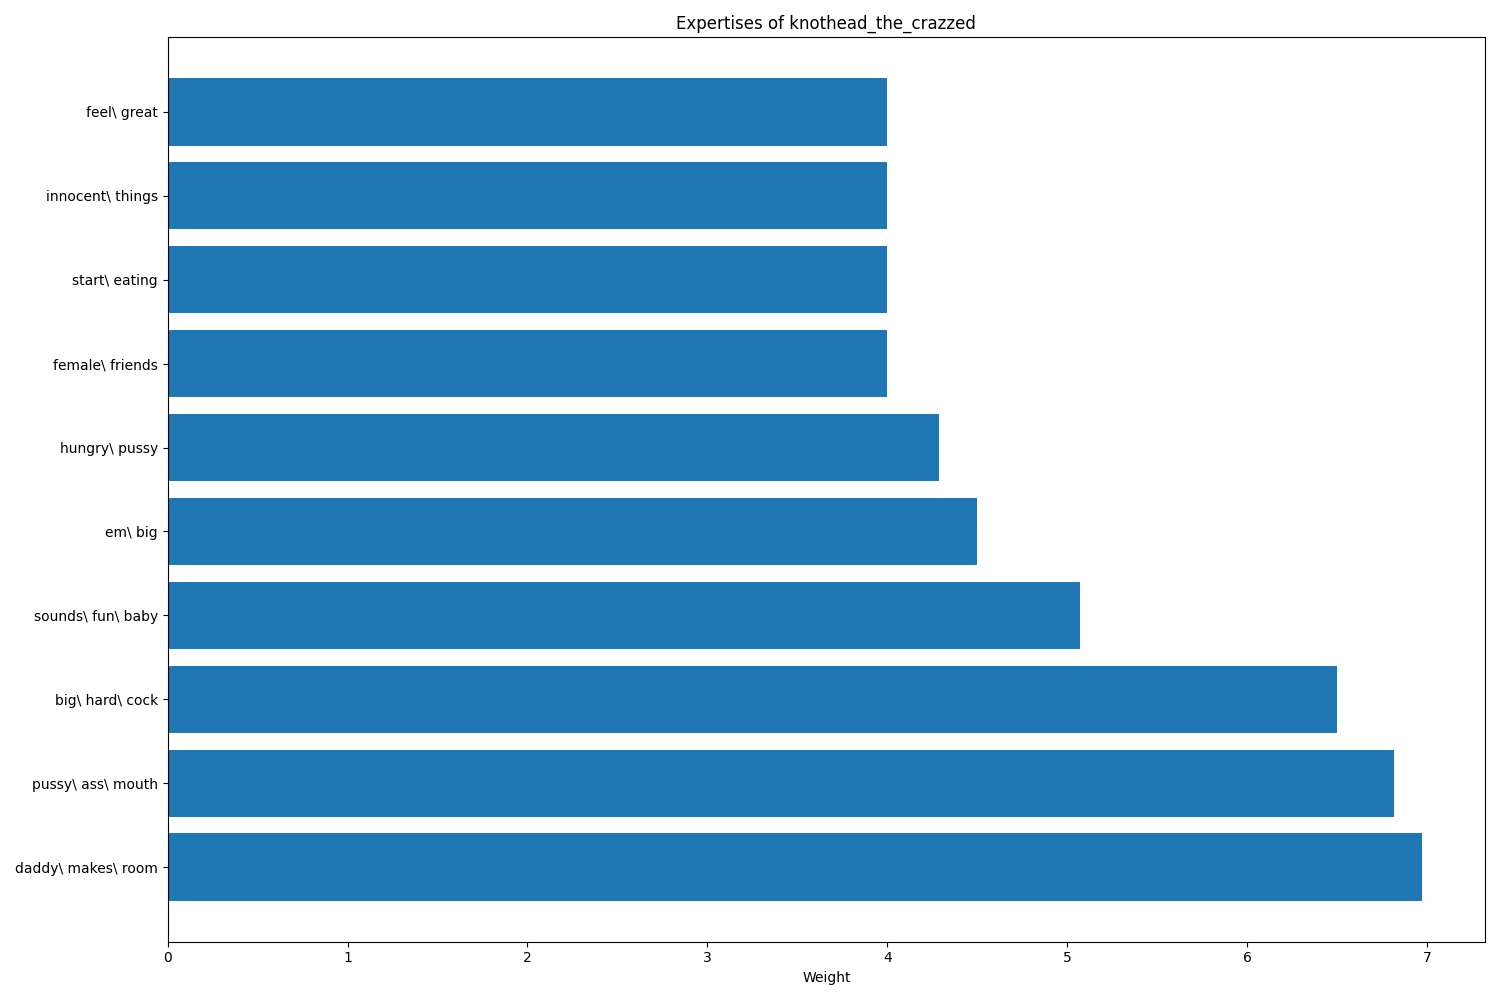 Expertises of knothead_the_crazzed
feel\ great
innocent\ things
start\ eating
female\ friends
hungry\ pussy
em\ big
sounds\ fun\ baby
big\ hard\ cock
pussy\ ass\ mouth
daddy\ makes\ room
0 1 2 3 4 5 6 7
Weight